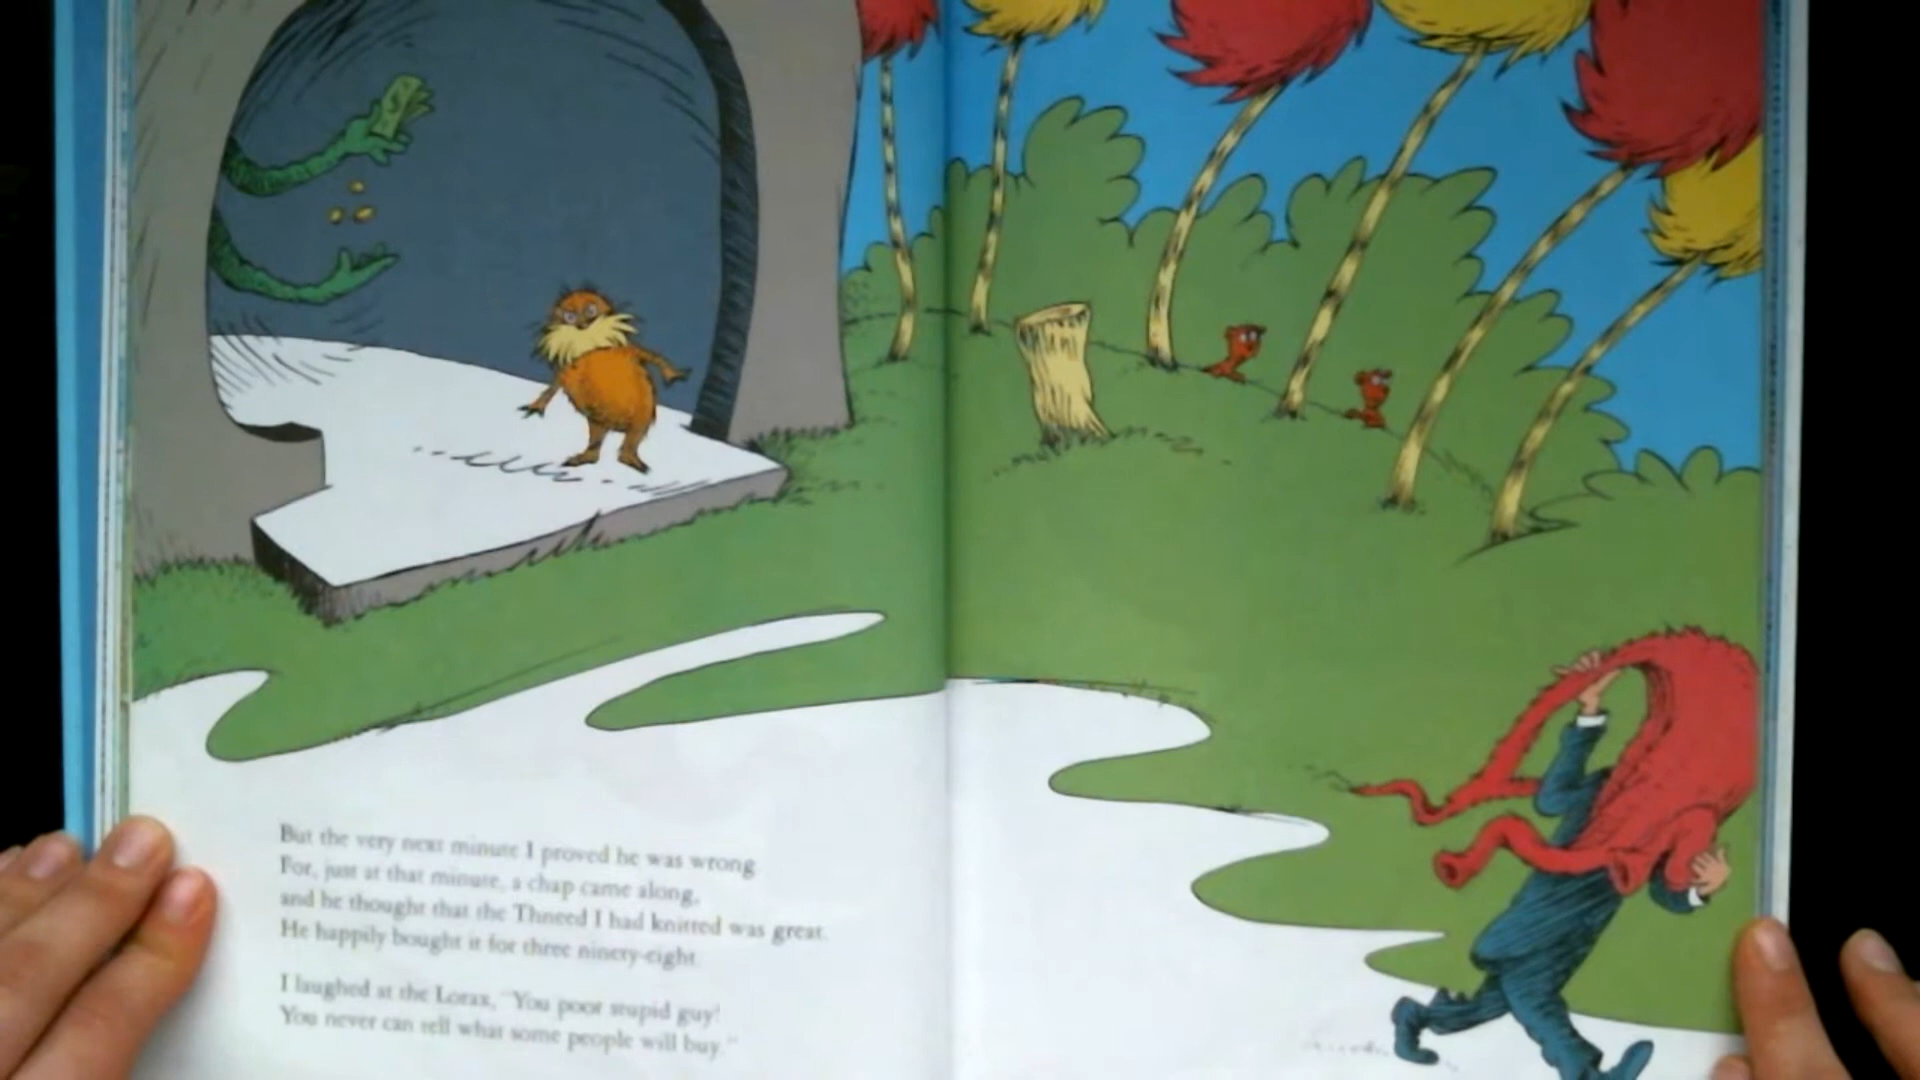 But the very next minute I proved he was wrong
For, just at that minute, a chap came along,
and he thought that the Thneed I had knitted was great.
He happily bought it for three ninety-eight
I laughed at the Lorax, "You poor stupid guy!
You never can tell what some people will buy."